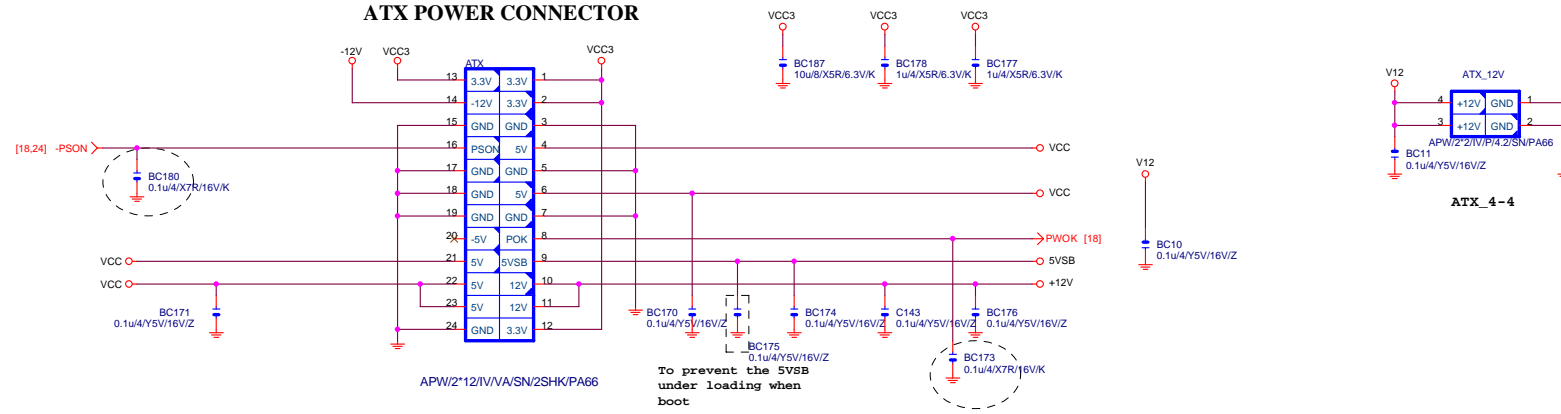 ATX POWER CONNECTOR
VCC3
VCC3
VCC3
BC187
10u/8/X5R/6.3V/K
BC178
1u/4/X5R/6.3V/K
BC177
1u/4/X5R/6.3V/K
-12V
VCC3
VCC3
ATX
13 3.3V 3.3V 1
14 -12V 3.3V 2
15 GND GND 3
[18,24] -PSON 16 PSON 5V 4 VCC
17 GND GND 5
18 GND 5V 6 VCC
19 GND GND 7
20 -5V POK 8 PWOK [18]
VCC 21 5V 5VSB 9 5VSB
VCC 22 5V 12V 10 +12V
23 5V 12V 11
24 GND 3.3V 12
BC180
0.1u/4/X7R/16V/K
BC171
0.1u/4/Y5V/16V/Z
BC170
0.1u/4/Y5V/16V/Z
BC175
0.1u/4/Y5V/16V/Z
BC174
0.1u/4/Y5V/16V/Z
C143
0.1u/4/Y5V/16V/Z
BC176
0.1u/4/Y5V/16V/Z
BC173
0.1u/4/X7R/16V/K
APW/2*12/IV/VA/SN/2SHK/PA66
To prevent the 5VSB
under loading when
boot
V12
BC10
0.1u/4/Y5V/16V/Z
V12
ATX_12V
4 +12V GND 1
3 +12V GND 2
APW/2*2/IV/P/4.2/SN/PA66
BC11
0.1u/4/Y5V/16V/Z
ATX_4-4